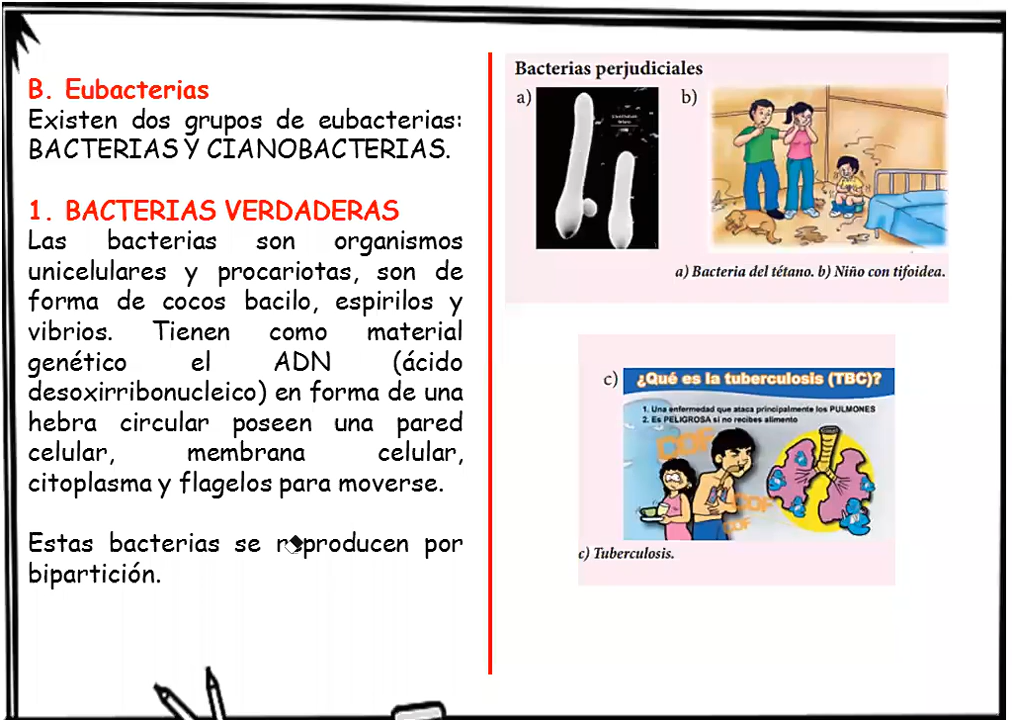 B. Eubacterias
Existen dos grupos de eubacterias:
BACTERIAS Y CIANOBACTERIAS.
1. BACTERIAS VERDADERAS
Las bacterias son organismos
unicelulares y procariotas, son de
forma de cocos bacilo, espirilos y
vibrios. Tienen como material
genético el ADN (ácido
desoxirribonucleico) en forma de una
hebra circular poseen una pared
celular, membrana celular,
citoplasma y flagelos para moverse.
Estas bacterias se reproducen por
bipartición.
Bacterias perjudiciales
a)
b)
a) Bacteria del tétano. b) Niño con tifoidea.
c)
¿Qué es la tuberculosis (TBC)?
1. Una enfermedad que ataca principalmente los PULMONES
2. Es PELIGROSA si no recibes alimento
COF
COF
COF
c) Tuberculosis.